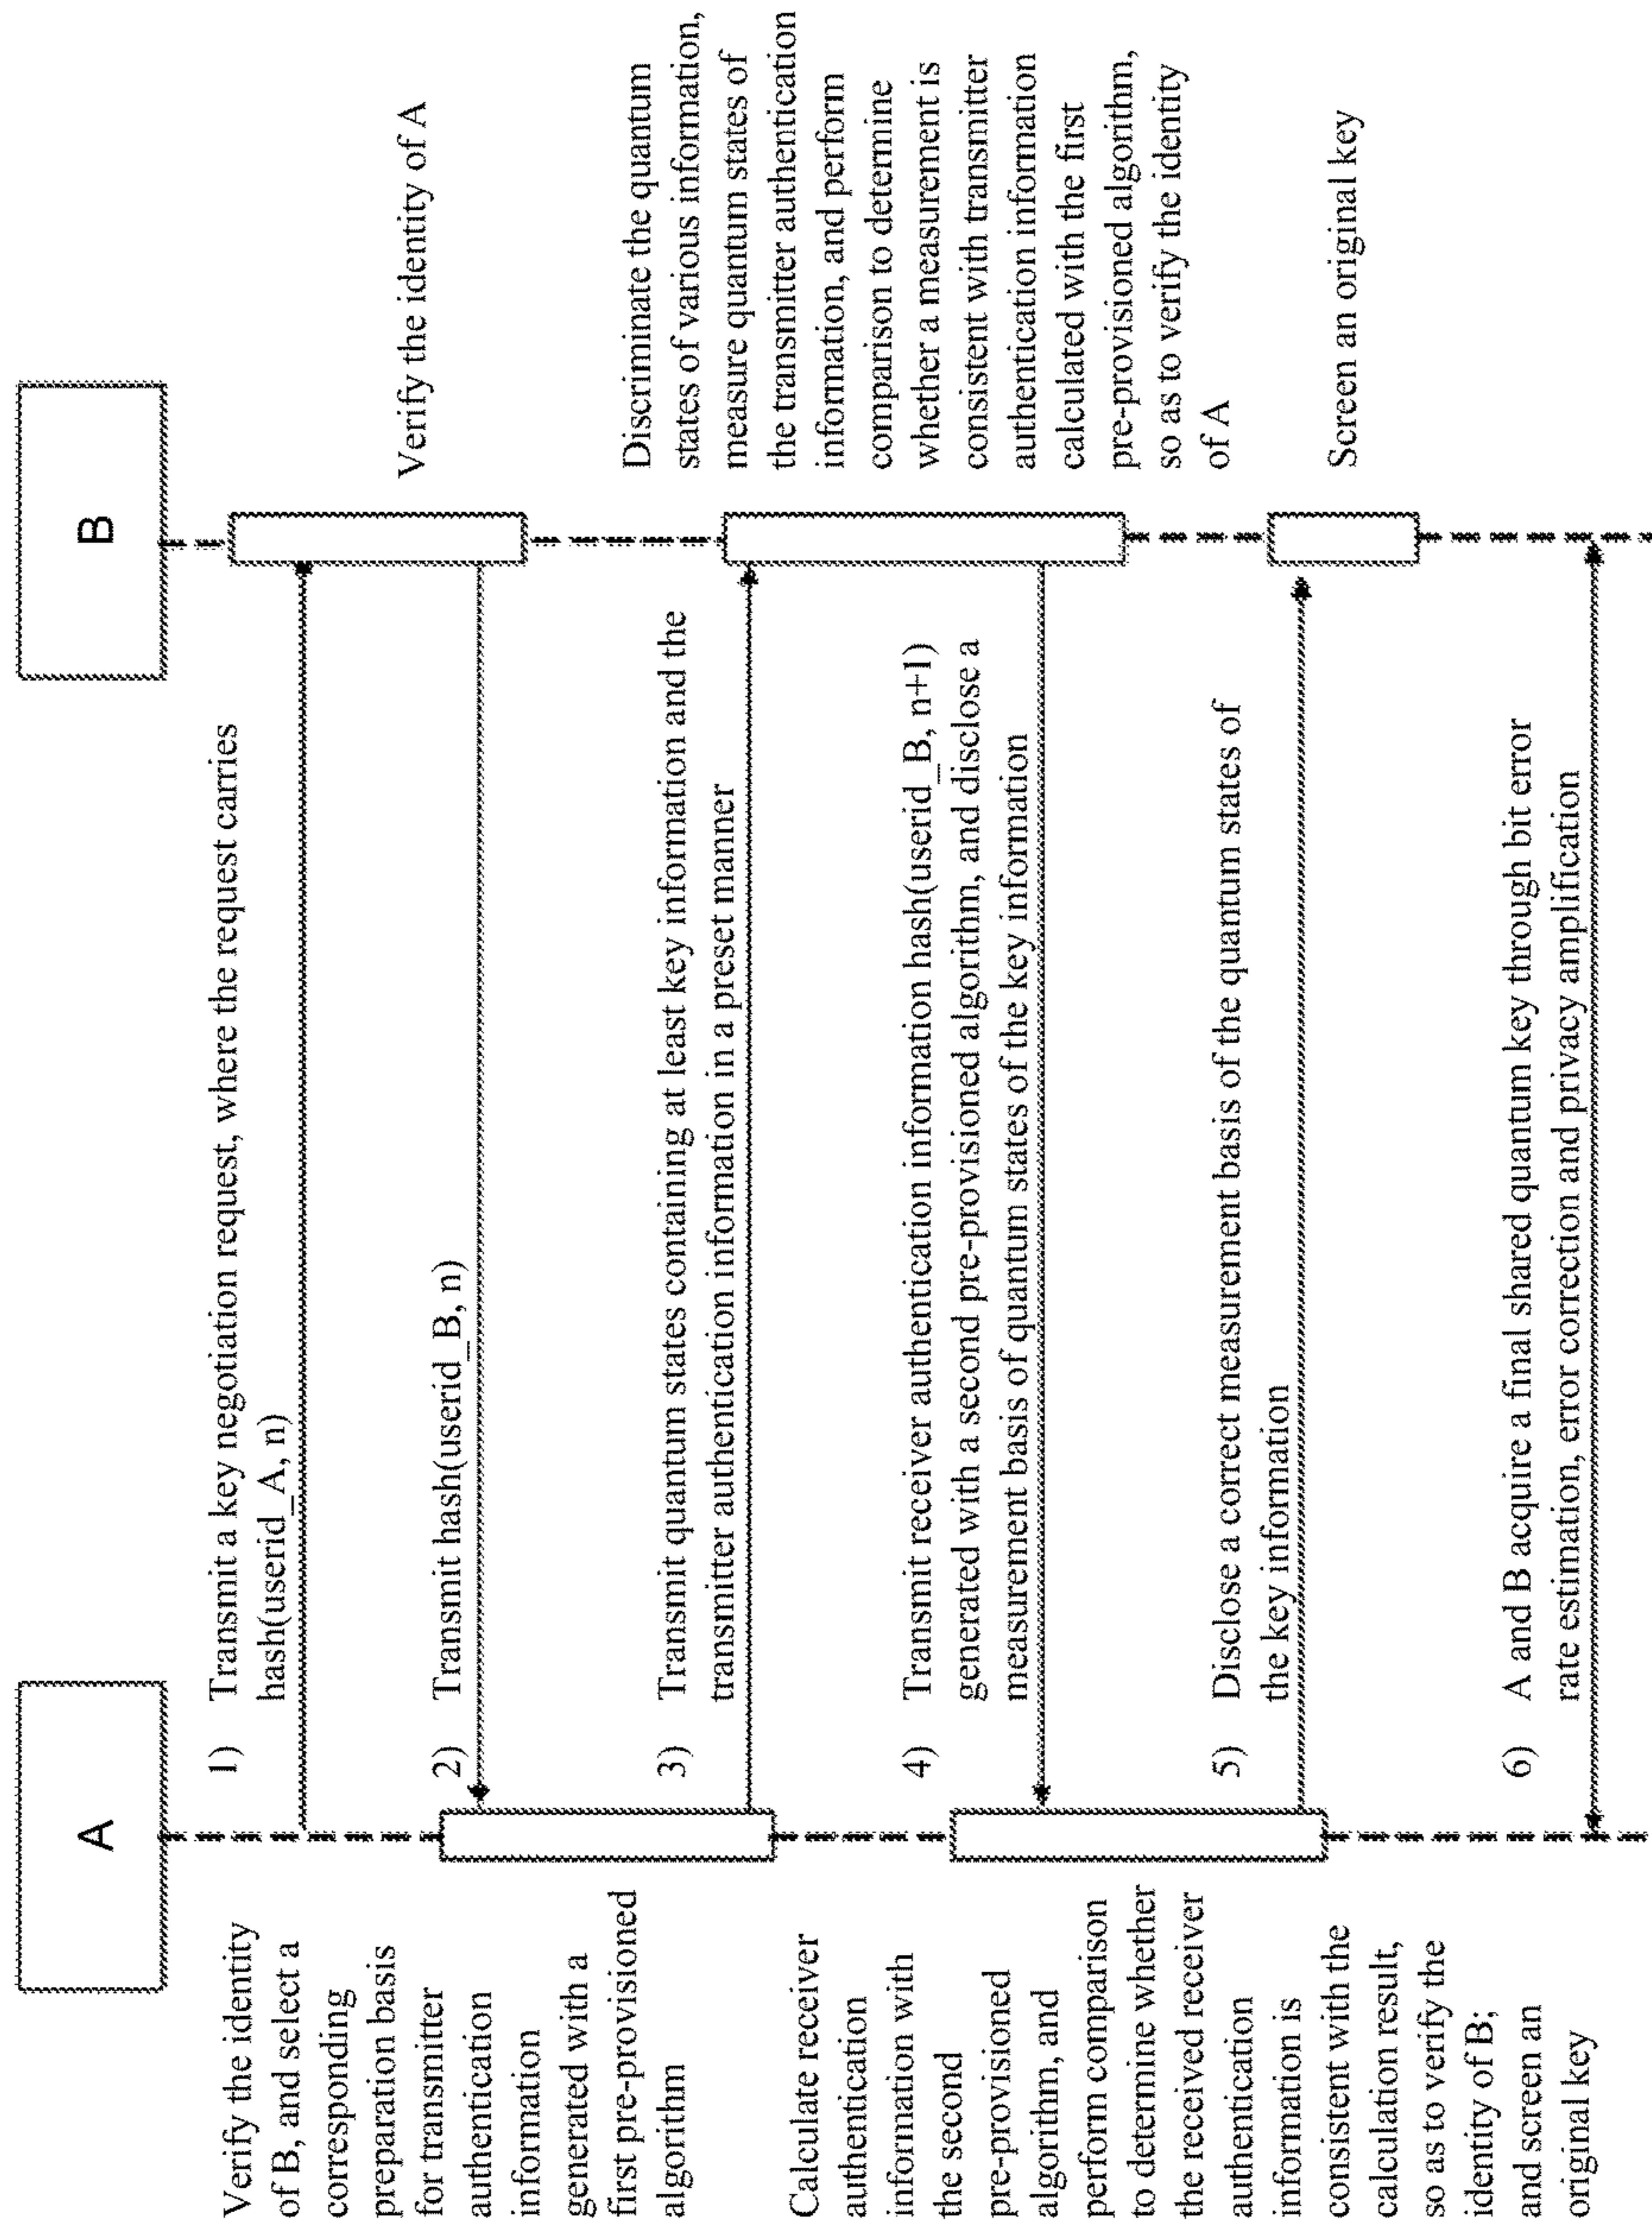 A
B
Verify the identity
of B, and select a
corresponding
preparation basis
for transmitter
authentication
information
generated with a
first pre-provisioned
algorithm
Calculate receiver
authentication
information with
the second
pre-provisioned
algorithm, and
perform comparison
to determine whether
the received receiver
authentication
information is
consistent with the
calculation result,
so as to verify the
identity of B;
and screen an
original key
1) Transmit a key negotiation request, where the request carries
hash(userid_A, n)
2) Transmit hash(userid_B, n)
3) Transmit quantum states containing at least key information and the
transmitter authentication information in a preset manner
4) Transmit receiver authentication information hash(userid_B, n+1)
generated with a second pre-provisioned algorithm, and disclose a
measurement basis of quantum states of the key information
5) Disclose a correct measurement basis of the quantum states of
the key information
6) A and B acquire a final shared quantum key through bit error
rate estimation, error correction and privacy amplification
Verify the identity of A
Discriminate the quantum
states of various information,
measure quantum states of
the transmitter authentication
information, and perform
comparison to determine
whether a measurement is
consistent with transmitter
authentication information
calculated with the first
pre-provisioned algorithm,
so as to verify the identity
of A
Screen an original key